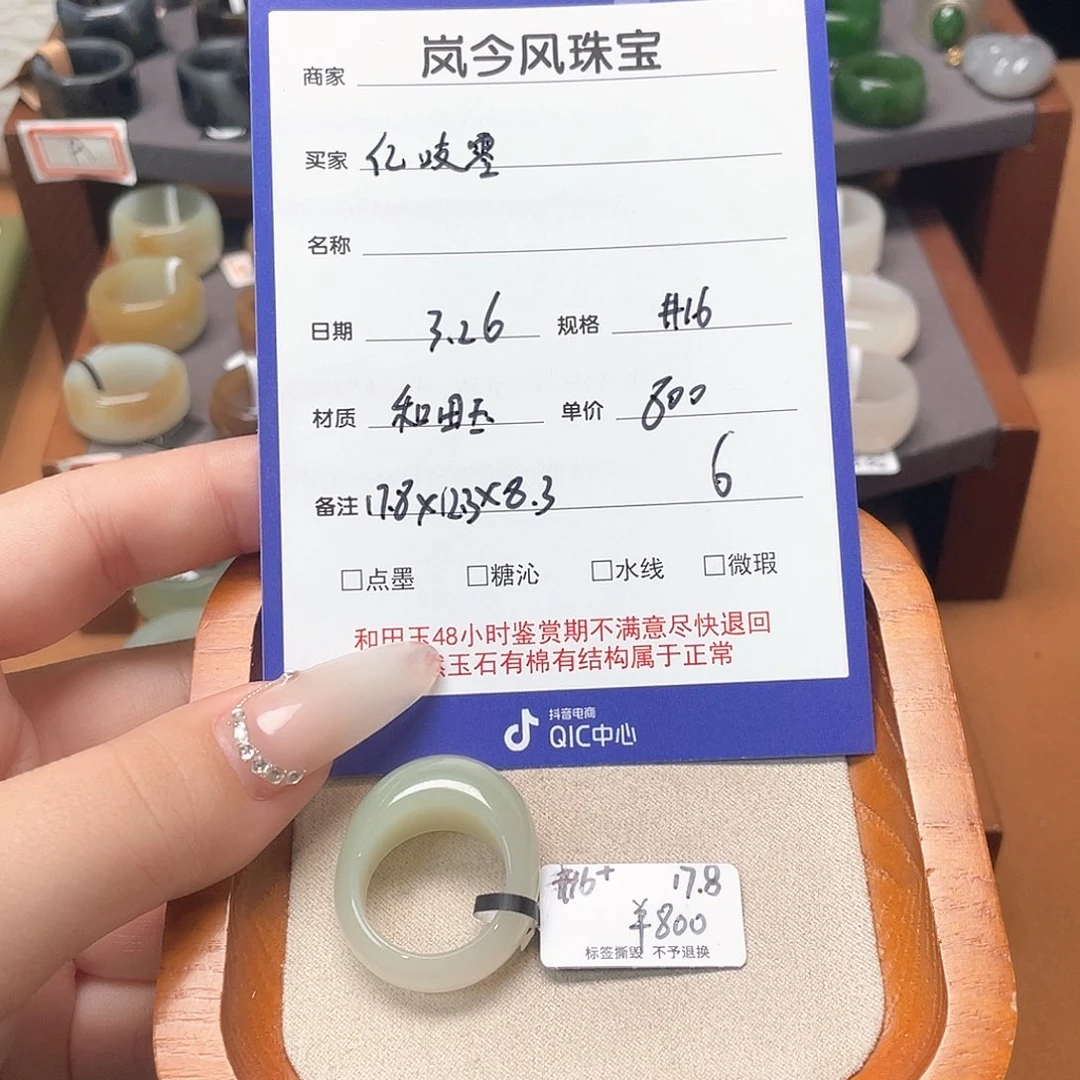 商家 岚今风珠宝
买家 亿岐墨
名称
日期 3.26 规格 #16
材质 和田玉 单价 800
6
备注 17.8×12.3×8.3
□点墨 □糖沁 □水线 □微瑕
和田玉48小时鉴赏期不满意尽快退回
玉石有棉有结构属于正常
抖音电商
QIC中心
#16+ 17.8
¥800
标签撕毁 不予退换
A